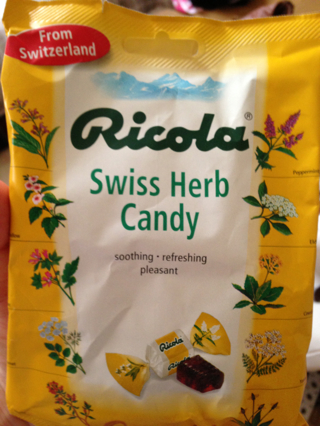 From
Switzerland
Ricola®
Swiss Herb
Candy
soothing · refreshing
pleasant
Ricola